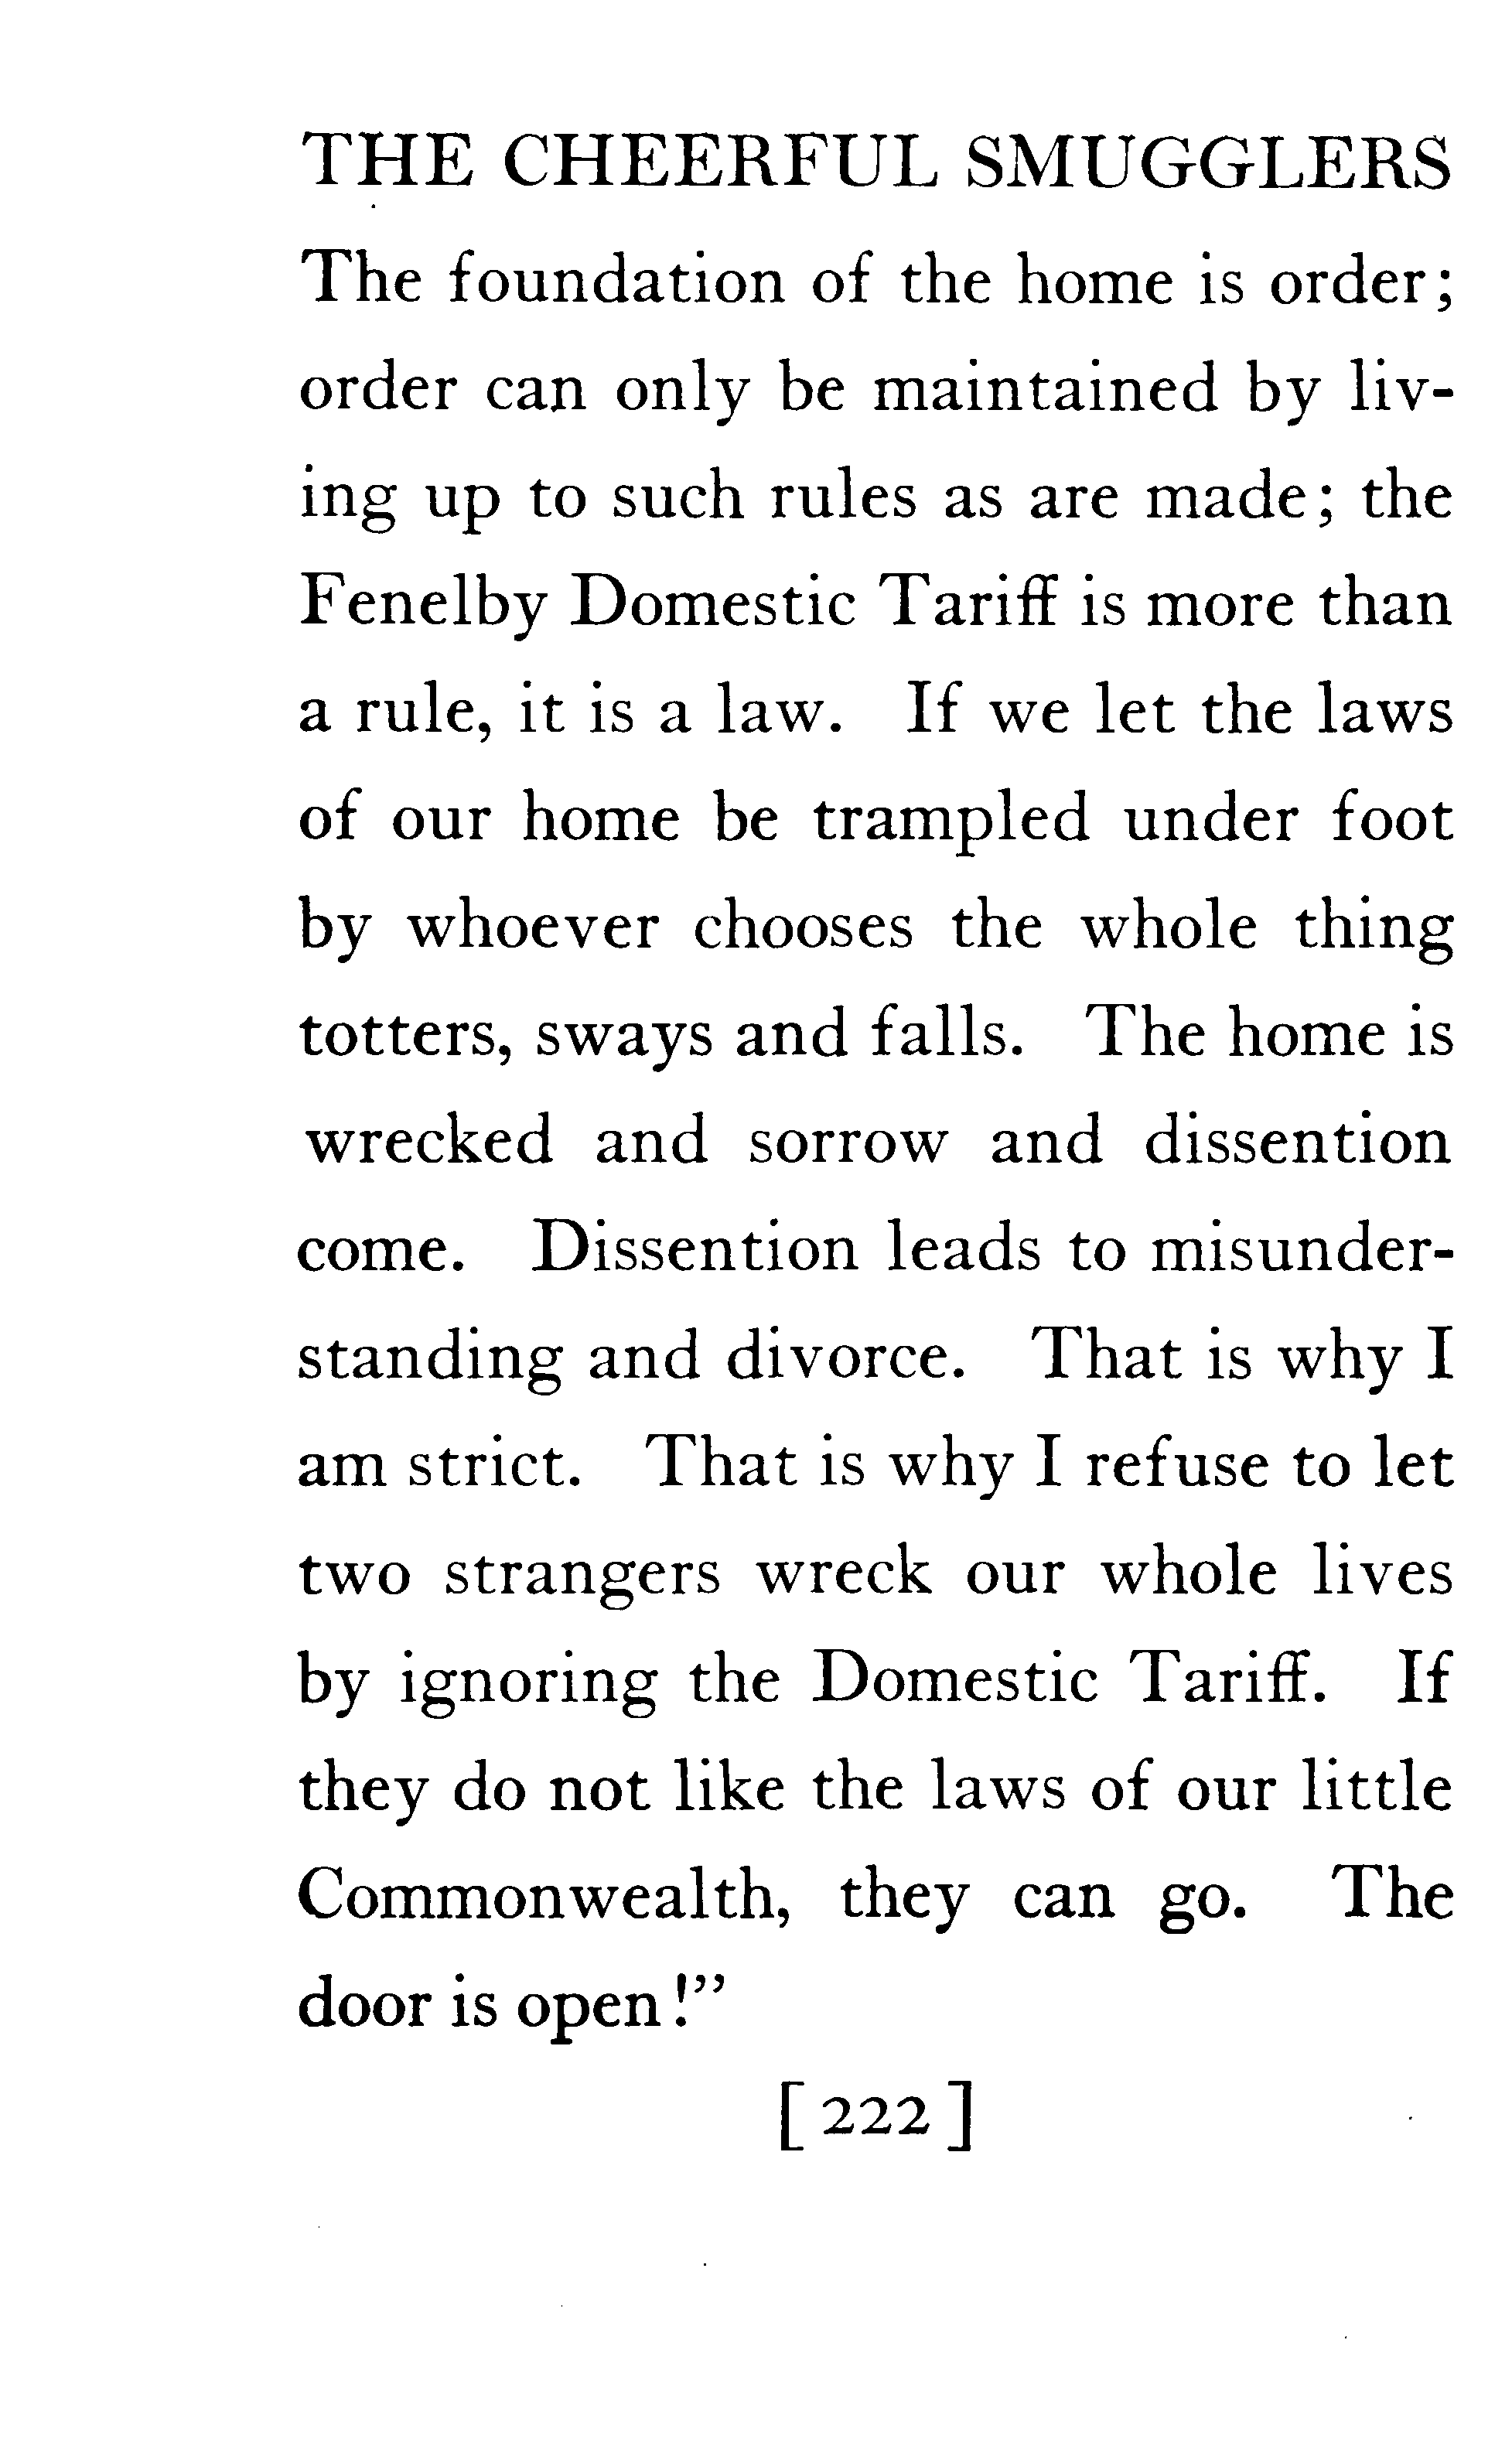 THE CHEERFUL SMUGGLERS
The foundation of the home is order;
order can only be maintained by liv-
ing up to such rules as are made; the
Fenelby Domestic Tariff is more than
a rule, it is a law. If we let the laws
of our home be trampled under foot
by whoever chooses the whole thing
totters, sways and falls. The home is
wrecked and sorrow and dissention
come. Dissention leads to misunder-
standing and divorce. That is why I
am strict. That is why I refuse to let
two strangers wreck our whole lives
by ignoring the Domestic Tariff. If
they do not like the laws of our little
Commonwealth, they can go. The
door is open!”
[222]